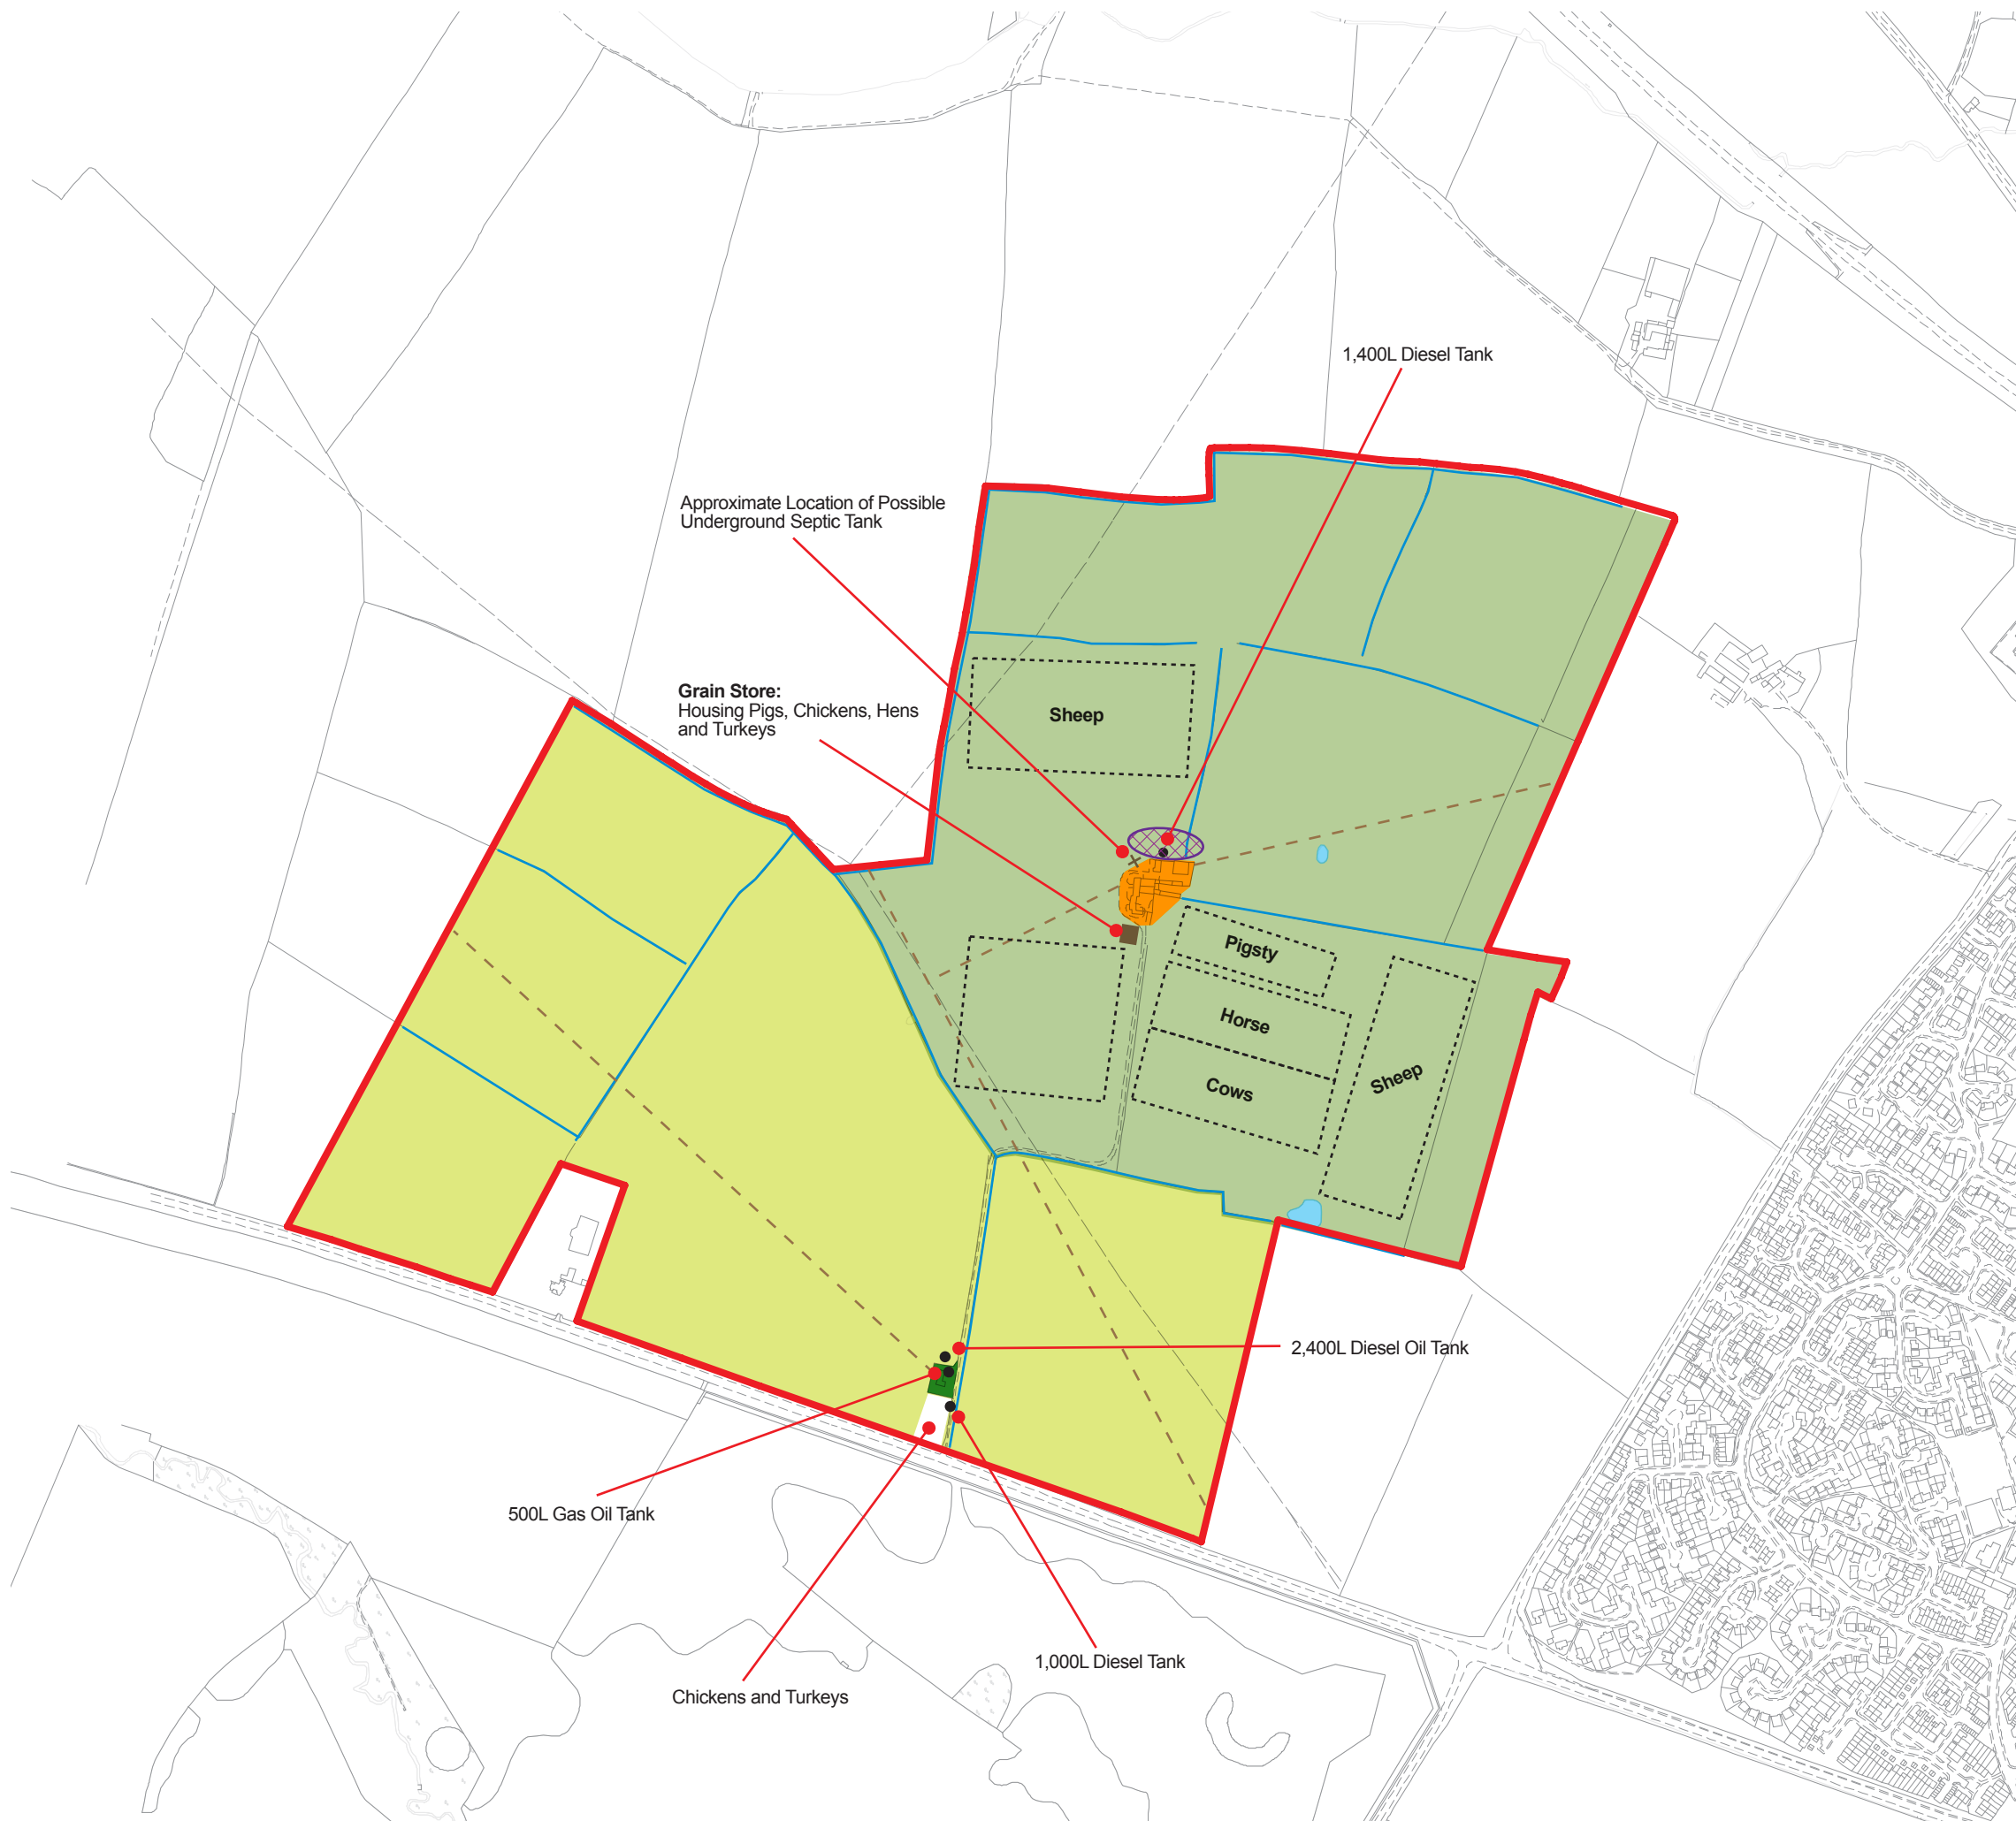 1,400L Diesel Tank
Approximate Location of Possible
Underground Septic Tank
Grain Store:
Housing Pigs, Chickens, Hens
and Turkeys
Sheep
Pigsty
Horse
Cows
Sheep
2,400L Diesel Oil Tank
500L Gas Oil Tank
1,000L Diesel Tank
Chickens and Turkeys